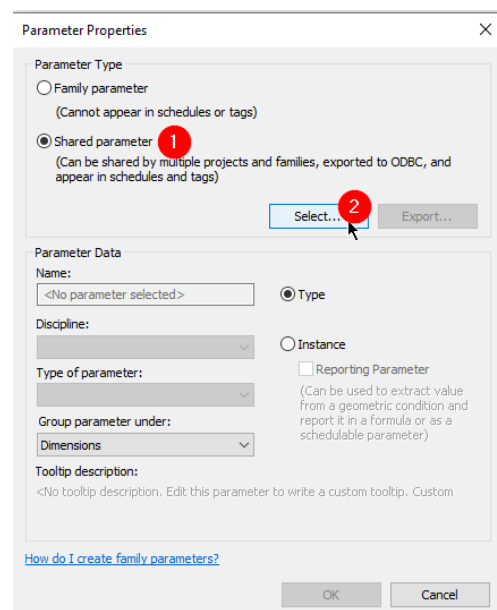 Parameter Properties
Parameter Type
Family parameter
(Cannot appear in schedules or tags)
Shared parameter 1
(Can be shared by multiple projects and families, exported to ODBC, and
appear in schedules and tags)
Select... 2 Export...
Parameter Data
Name:
<No parameter selected>
Type
Discipline:
Instance
Reporting Parameter
Type of parameter:
(Can be used to extract value
from a geometric condition and
report it in a formula or as a
schedulable parameter)
Group parameter under:
Dimensions
Tooltip description:
<No tooltip description. Edit this parameter to write a custom tooltip. Custom
How do I create family parameters?
OK Cancel